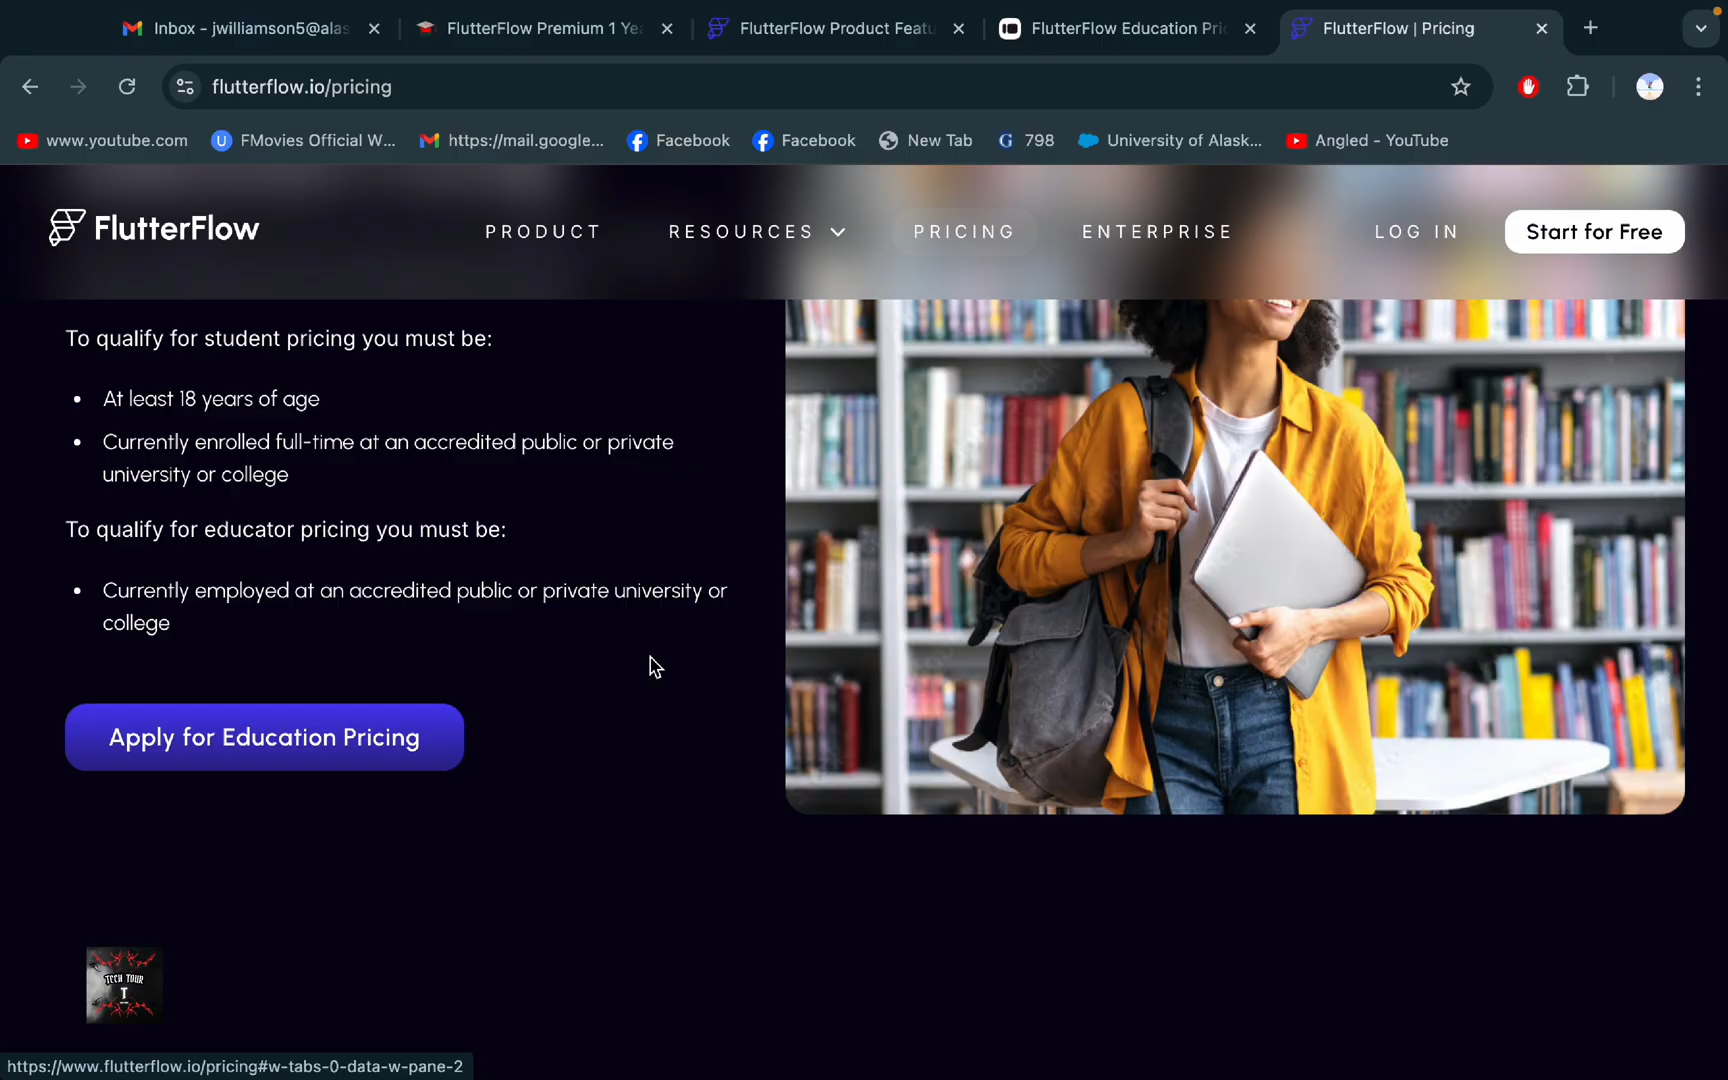 Inbox - jwilliamson5@alas
FlutterFlow Premium 1 Ye
FlutterFlow Product Featu
FlutterFlow Education Pri
FlutterFlow | Pricing
flutterflow.io/pricing
www.youtube.com
FMovies Official W...
https://mail.google...
Facebook
Facebook
New Tab
798
University of Alask...
Angled - YouTube
FlutterFlow
PRODUCT
RESOURCES
PRICING
ENTERPRISE
LOG IN
Start for Free
To qualify for student pricing you must be:
• At least 18 years of age
• Currently enrolled full-time at an accredited public or private
university or college
To qualify for educator pricing you must be:
• Currently employed at an accredited public or private university or
college
Apply for Education Pricing
TECH TOUR
T
https://www.flutterflow.io/pricing#w-tabs-0-data-w-pane-2